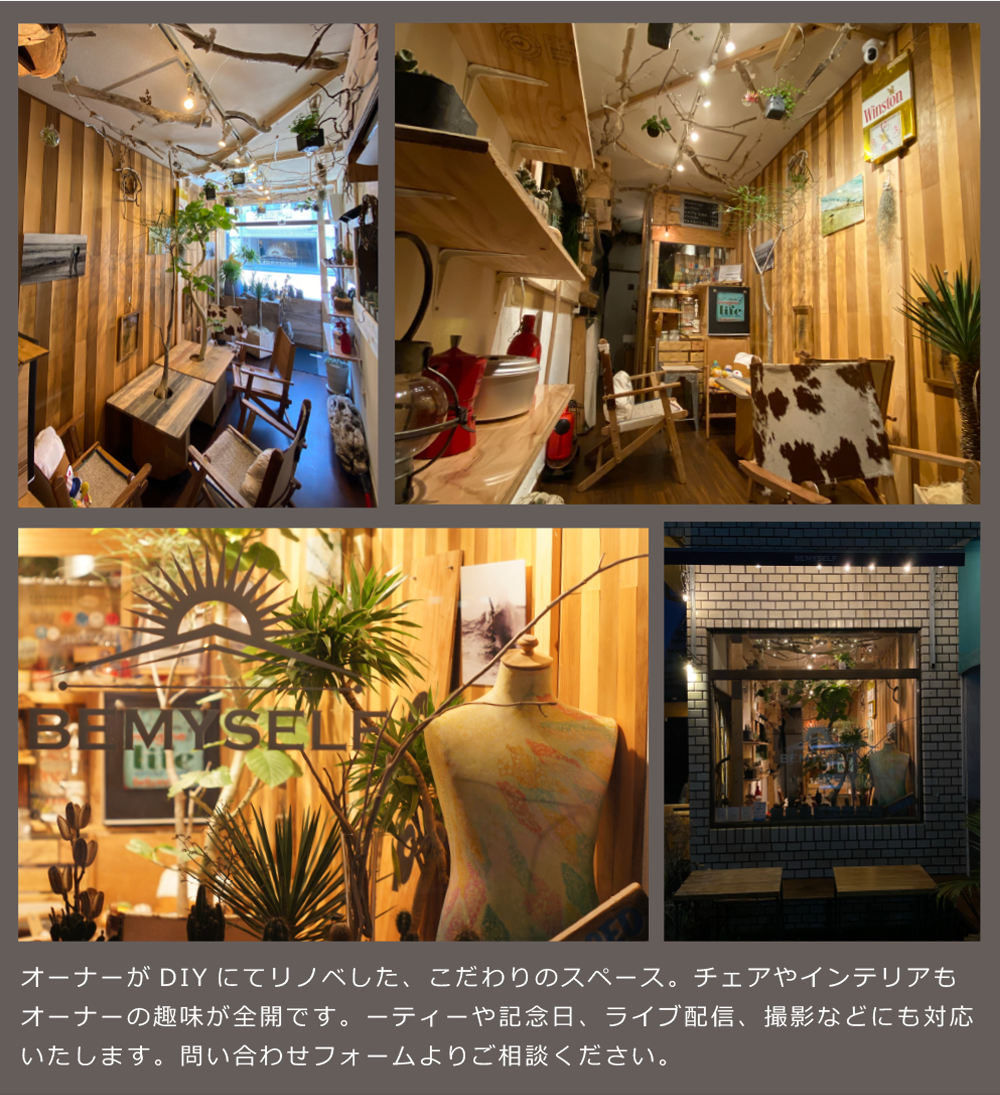 Winston
life
BEMYSELF
life
BEMYSELF
オーナーが DIY にてリノベした、こだわりのスペース。チェアやインテリアも
オーナーの趣味が全開です。ーティーや記念日、ライブ配信、撮影などにも対応
いたします。問い合わせフォームよりご相談ください。